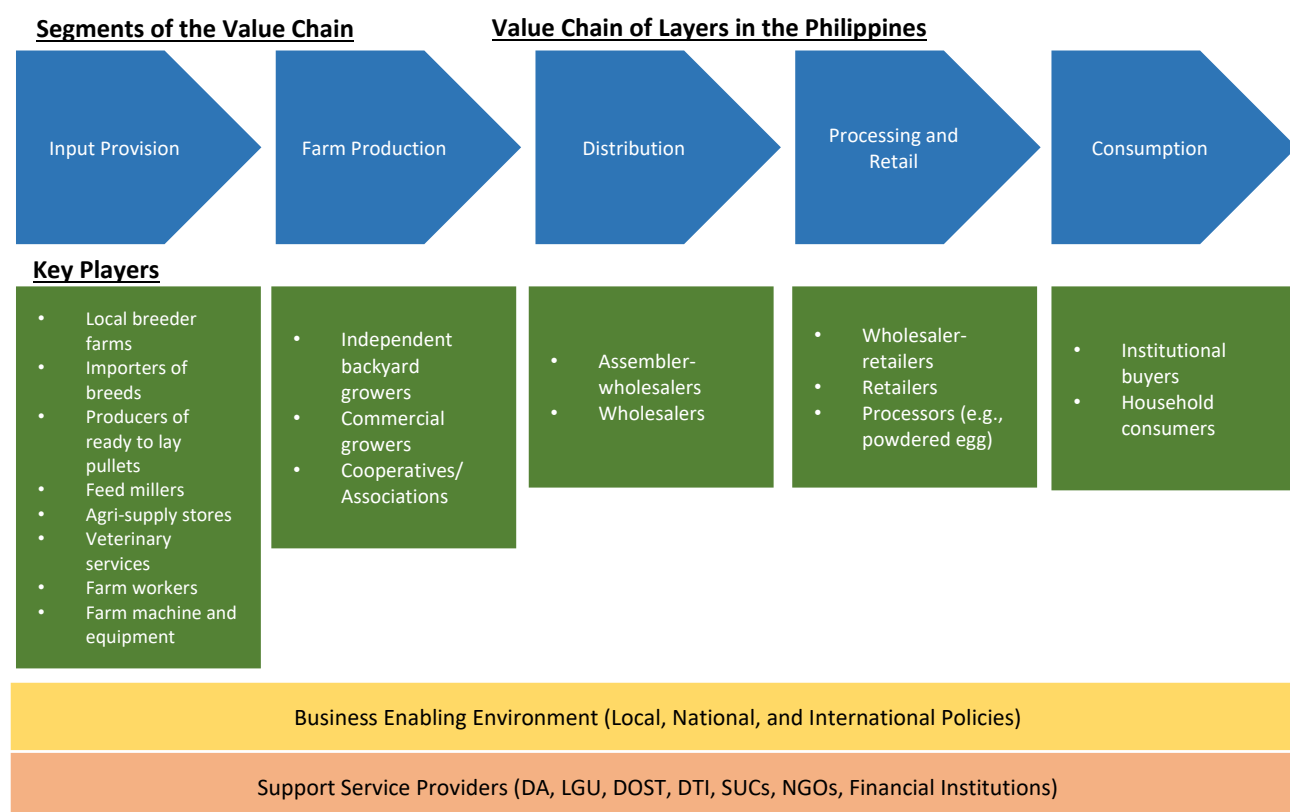 Segments of the Value Chain
Value Chain of Layers in the Philippines
Input Provision
Farm Production
Distribution
Processing and
Retail
Consumption
Key Players
• Local breeder
farms
• Importers of
breeds
• Producers of
ready to lay
pullets
• Feed millers
• Agri-supply stores
• Veterinary
services
• Farm workers
• Farm machine and
equipment
• Independent
backyard
growers
• Commercial
growers
• Cooperatives/
Associations
• Assembler-
wholesalers
• Wholesalers
• Wholesaler-
retailers
• Retailers
• Processors (e.g.,
powdered egg)
• Institutional
buyers
• Household
consumers
Business Enabling Environment (Local, National, and International Policies)
Support Service Providers (DA, LGU, DOST, DTI, SUCs, NGOs, Financial Institutions)